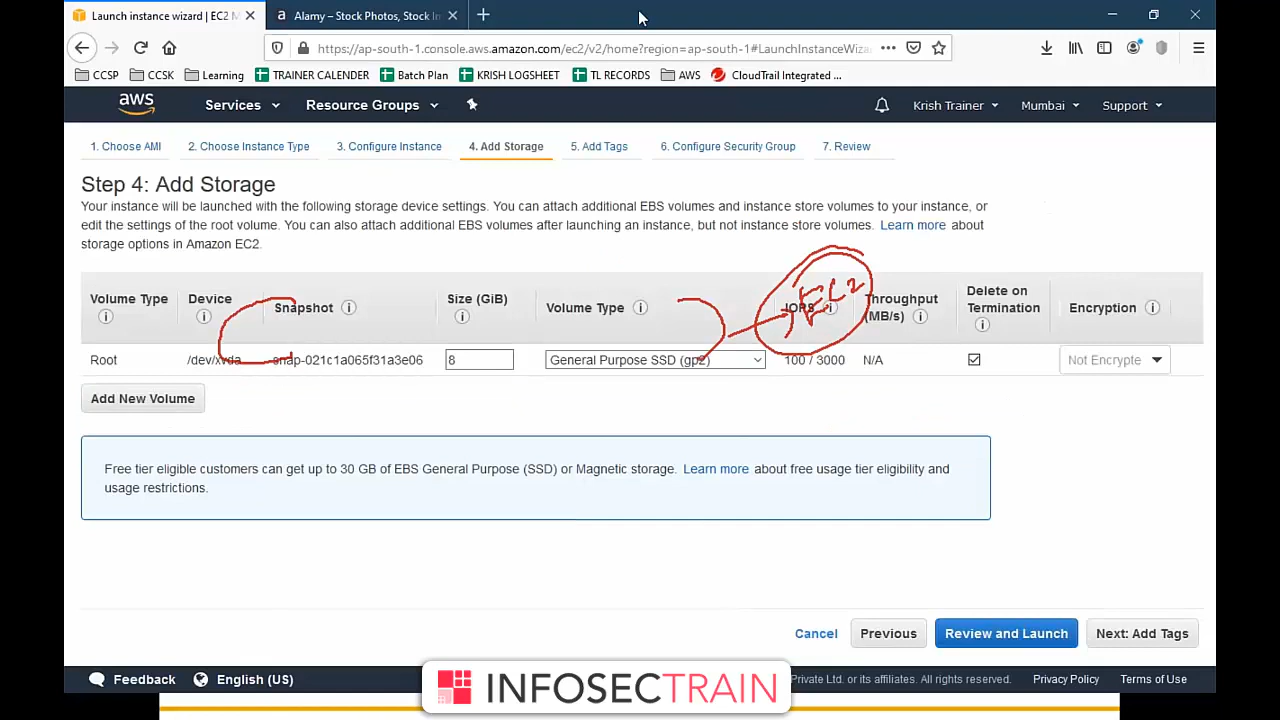 Launch instance wizard | EC2 M
Alamy – Stock Photos, Stock In
https://ap-south-1.console.aws.amazon.com/ec2/v2/home?region=ap-south-1#LaunchInstanceWiza
CCSP CCSK Learning TRAINER CALENDER Batch Plan KRISH LOGSHEET TL RECORDS AWS CloudTrail Integrated ...
aws Services Resource Groups Krish Trainer Mumbai Support
1. Choose AMI 2. Choose Instance Type 3. Configure Instance 4. Add Storage 5. Add Tags 6. Configure Security Group 7. Review
Step 4: Add Storage
Your instance will be launched with the following storage device settings. You can attach additional EBS volumes and instance store volumes to your instance, or
edit the settings of the root volume. You can also attach additional EBS volumes after launching an instance, but not instance store volumes. Learn more about
storage options in Amazon EC2.
Volume Type Device Snapshot Size (GiB) Volume Type IOPS Throughput (MB/s) Delete on Termination Encryption
EC2
Root /dev/xvda snap-021c1a065f31a3e06 8 General Purpose SSD (gp2) 100 / 3000 N/A Not Encrypte
Add New Volume
Free tier eligible customers can get up to 30 GB of EBS General Purpose (SSD) or Magnetic storage. Learn more about free usage tier eligibility and
usage restrictions.
Cancel Previous Review and Launch Next: Add Tags
Feedback English (US) Private Ltd. or its affiliates. All rights reserved. Privacy Policy Terms of Use
INFOSECTRAIN